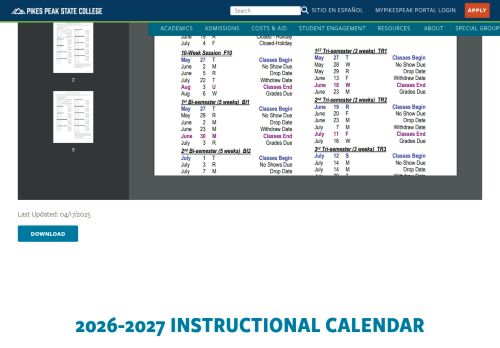 PIKES PEAK STATE COLLEGE
Search
SITIO EN ESPAÑOL
MYPIKESPEAK PORTAL LOGIN
APPLY
ACADEMICS
ADMISSIONS
COSTS & AID
STUDENT ENGAGEMENT
RESOURCES
ABOUT
SPECIAL GROUPS
June 19 R Closed - Holiday
July 4 F Closed-Holiday
10-Week Session F10
May 27 T Classes Begin
June 2 M No Show Due
June 5 R Drop Date
July 22 T Withdraw Date
Aug 3 U Classes End
Aug 6 W Grades Due
1st Bi-semester (5 weeks) BI1
May 27 T Classes Begin
May 29 R No Show Due
June 2 M Drop Date
June 23 M Withdraw Date
June 30 M Classes End
July 3 R Grades Due
2nd Bi-semester (5 weeks) BI2
July 1 T Classes Begin
July 3 R No Show Due
July 7 M Drop Date
1st Tri-semester (3 weeks) TR1
May 27 T Classes Begin
May 28 W No Show Due
May 29 R Drop Date
June 12 F Withdraw Date
June 18 W Classes End
June 23 M Grades Due
2nd Tri-semester (3 weeks) TR2
June 19 R Classes Begin
June 20 F No Show Due
June 23 M Drop Date
July 7 M Withdraw Date
July 11 F Classes End
July 16 W Grades Due
3rd Tri-semester (3 weeks) TR3
July 12 S Classes Begin
July 14 M No Show Due
July 14 M Drop Date
2
3
Last Updated: 04/17/2025
DOWNLOAD
2026-2027 INSTRUCTIONAL CALENDAR